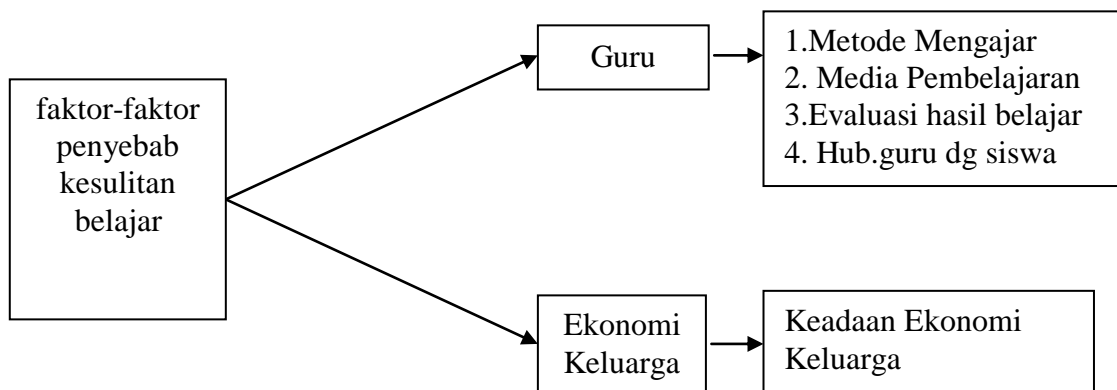 faktor-faktor
penyebab
kesulitan
belajar
Guru
1.Metode Mengajar
2. Media Pembelajaran
3.Evaluasi hasil belajar
4. Hub.guru dg siswa
Ekonomi
Keluarga
Keadaan Ekonomi
Keluarga